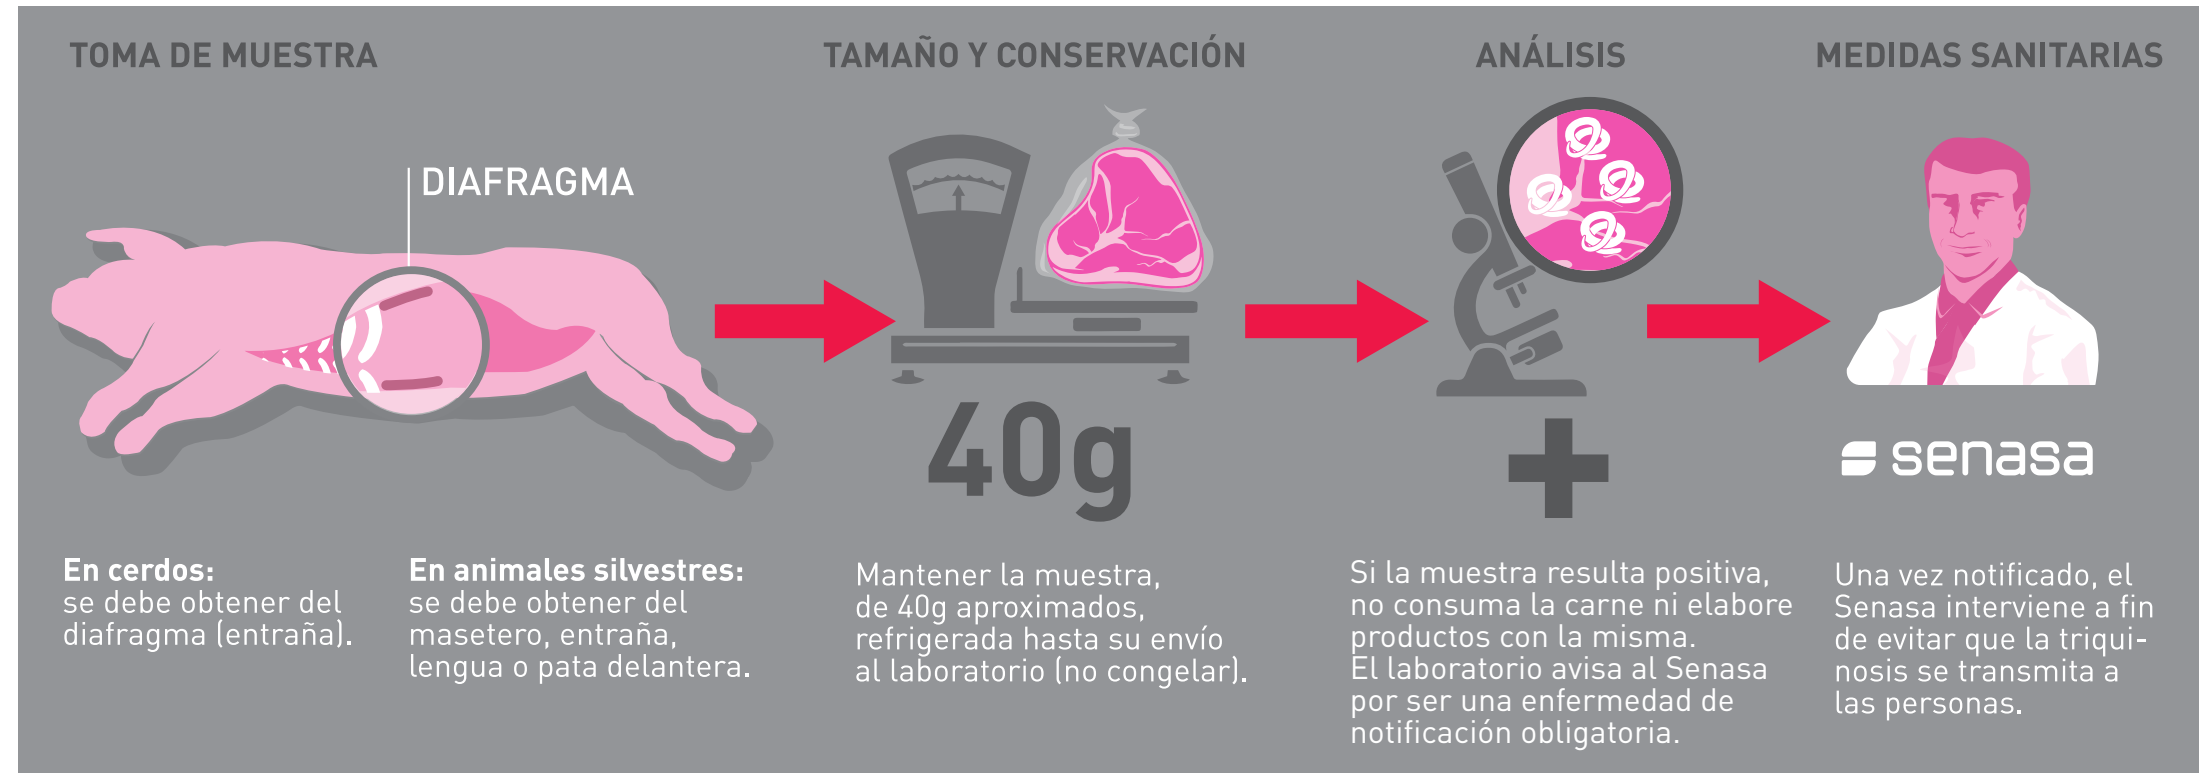 TOMA DE MUESTRA
DIAFRAGMA
En cerdos:
se debe obtener del
diafragma (entraña).
En animales silvestres:
se debe obtener del
masetero, entraña,
lengua o pata delantera.
TAMAÑO Y CONSERVACIÓN
40g
Mantener la muestra,
de 40g aproximados,
refrigerada hasta su envío
al laboratorio (no congelar).
ANÁLISIS
+
Si la muestra resulta positiva,
no consuma la carne ni elabore
productos con la misma.
El laboratorio avisa al Senasa
por ser una enfermedad de
notificación obligatoria.
MEDIDAS SANITARIAS
senasa
Una vez notificado, el
Senasa interviene a fin
de evitar que la triqui-
nosis se transmita a
las personas.